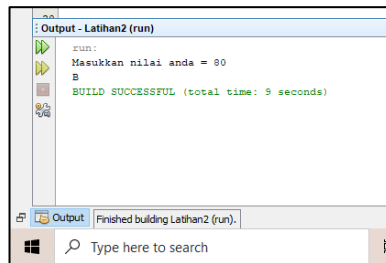 Output - Latihan2 (run)
run:
Masukkan nilai anda = 80
B
BUILD SUCCESSFUL (total time: 9 seconds)
Output
Finished building Latihan2 (run).
Type here to search